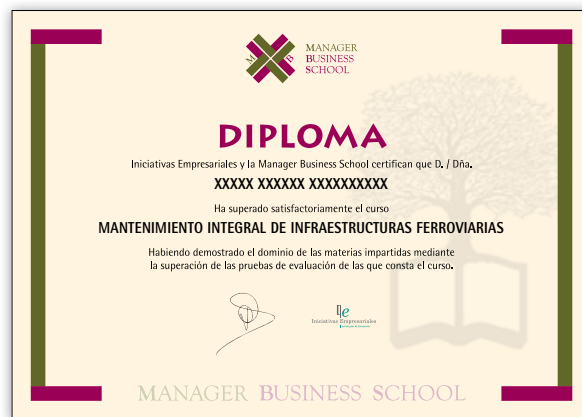 M B
MANAGER
BUSINESS
SCHOOL
DIPLOMA
Iniciativas Empresariales y la Manager Business School certifican que D. / Dña.
XXXXX XXXXXX XXXXXXXXXX
Ha superado satisfactoriamente el curso
MANTENIMIENTO INTEGRAL DE INFRAESTRUCTURAS FERROVIARIAS
Habiendo demostrado el dominio de las materias impartidas mediante
la superación de las pruebas de evaluación de las que consta el curso.
Ie
Iniciativas Empresariales
MANAGER BUSINESS SCHOOL